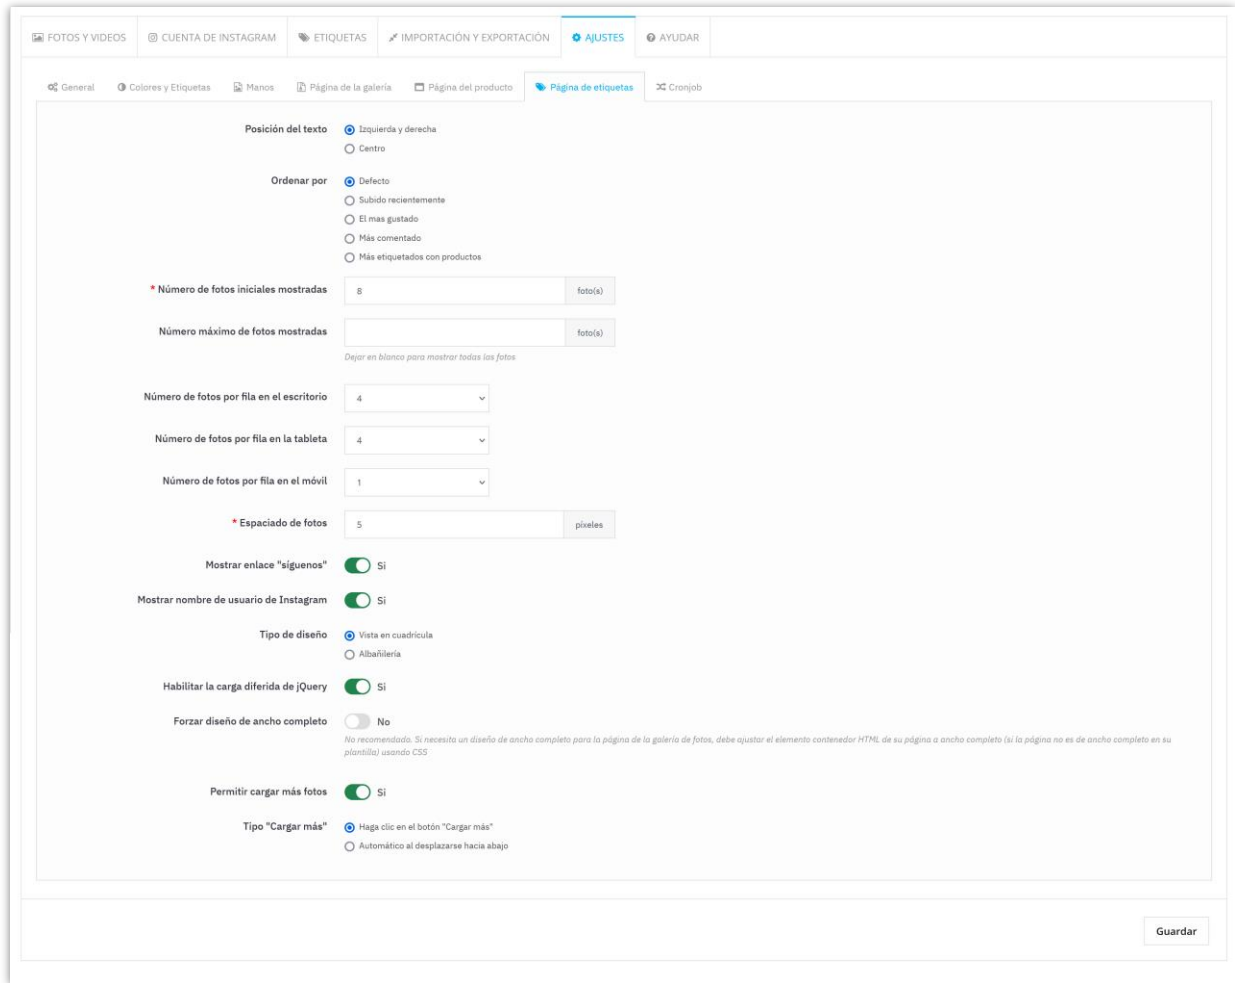 FOTOS Y VIDEOS CUENTA DE INSTAGRAM ETIQUETAS IMPORTACIÓN Y EXPORTACIÓN AJUSTES AYUDAR
General Colores y Etiquetas Manos Página de la galería Página del producto Página de etiquetas Cronjob
Posición del texto Izquierda y derecha
Centro
Ordenar por Defecto
Subido recientemente
El mas gustado
Más comentado
Más etiquetados con productos
* Número de fotos iniciales mostradas 8 foto(s)
Número máximo de fotos mostradas foto(s)
Dejar en blanco para mostrar todas las fotos
Número de fotos por fila en el escritorio 4
Número de fotos por fila en la tableta 4
Número de fotos por fila en el móvil 1
* Espaciado de fotos 5 píxeles
Mostrar enlace "síguenos" Si
Mostrar nombre de usuario de Instagram Si
Tipo de diseño Vista en cuadrícula
Albañilería
Habilitar la carga diferida de jQuery Si
Forzar diseño de ancho completo No
No recomendado. Si necesita un diseño de ancho completo para la página de la galería de fotos, debe ajustar el elemento contenedor HTML de su página a ancho completo (si la página no es de ancho completo en su
plantilla) usando CSS
Permitir cargar más fotos Si
Tipo "Cargar más" Haga clic en el botón "Cargar más"
Automático al desplazarse hacia abajo
Guardar